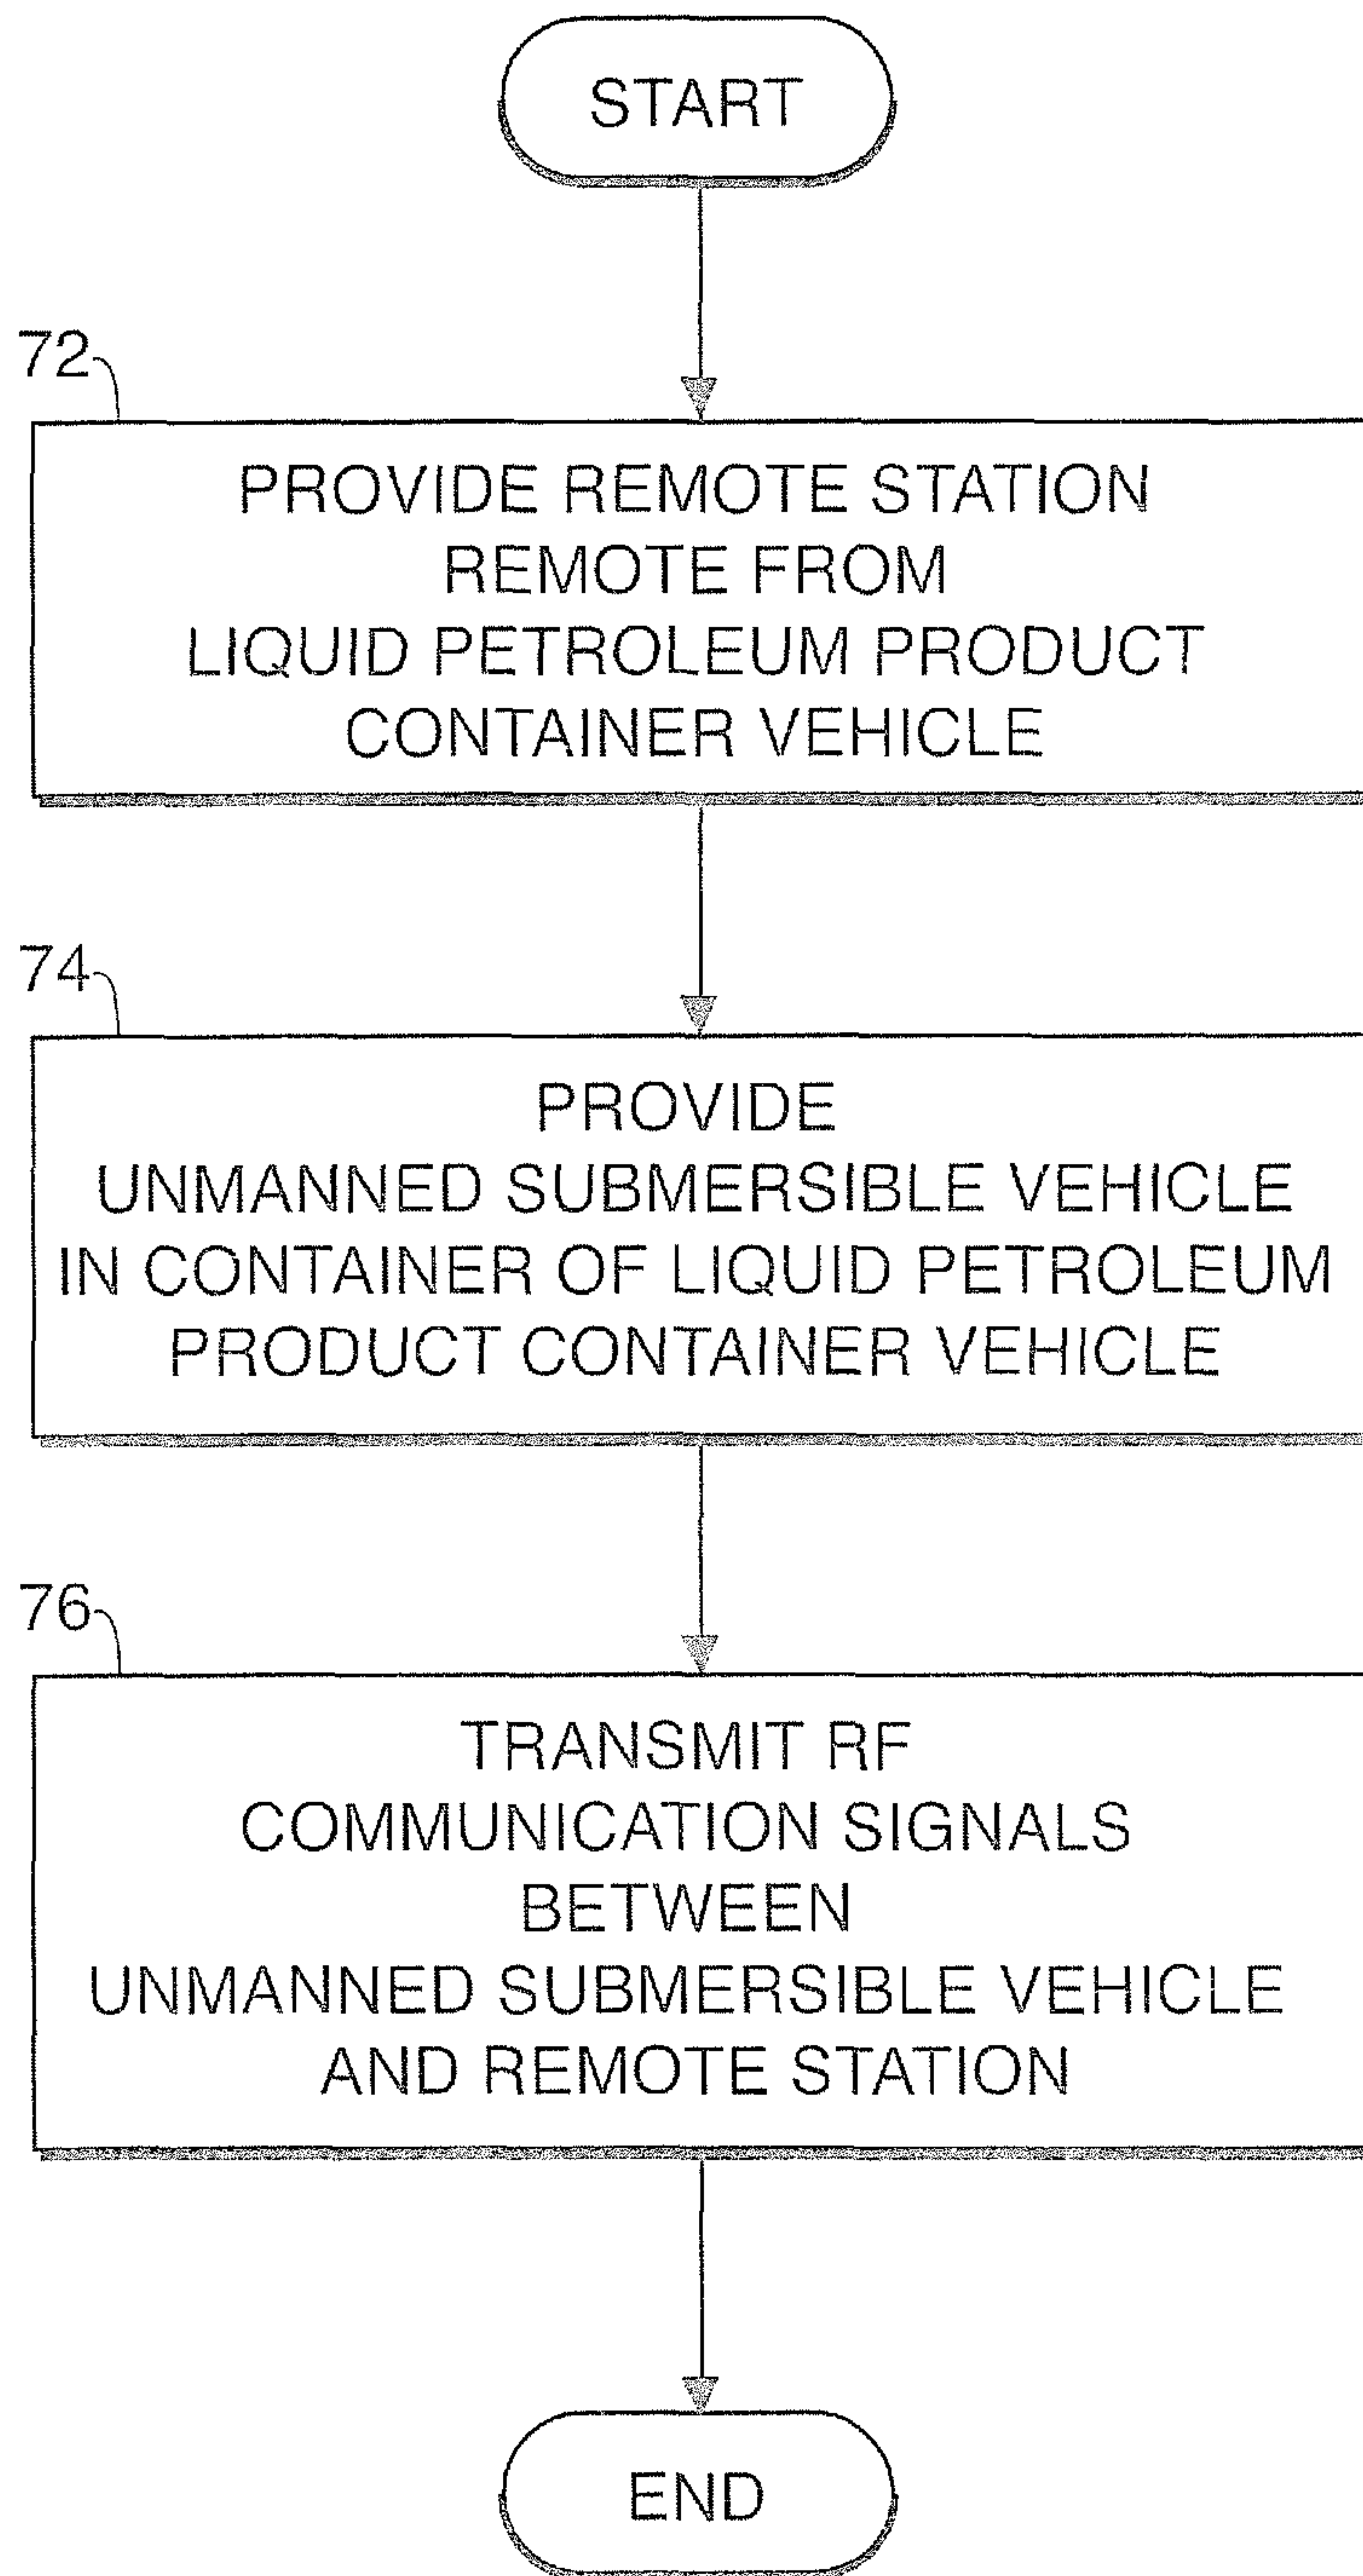 START
72
PROVIDE REMOTE STATION
REMOTE FROM
LIQUID PETROLEUM PRODUCT
CONTAINER VEHICLE
74
PROVIDE
UNMANNED SUBMERSIBLE VEHICLE
IN CONTAINER OF LIQUID PETROLEUM
PRODUCT CONTAINER VEHICLE
76
TRANSMIT RF
COMMUNICATION SIGNALS
BETWEEN
UNMANNED SUBMERSIBLE VEHICLE
AND REMOTE STATION
END